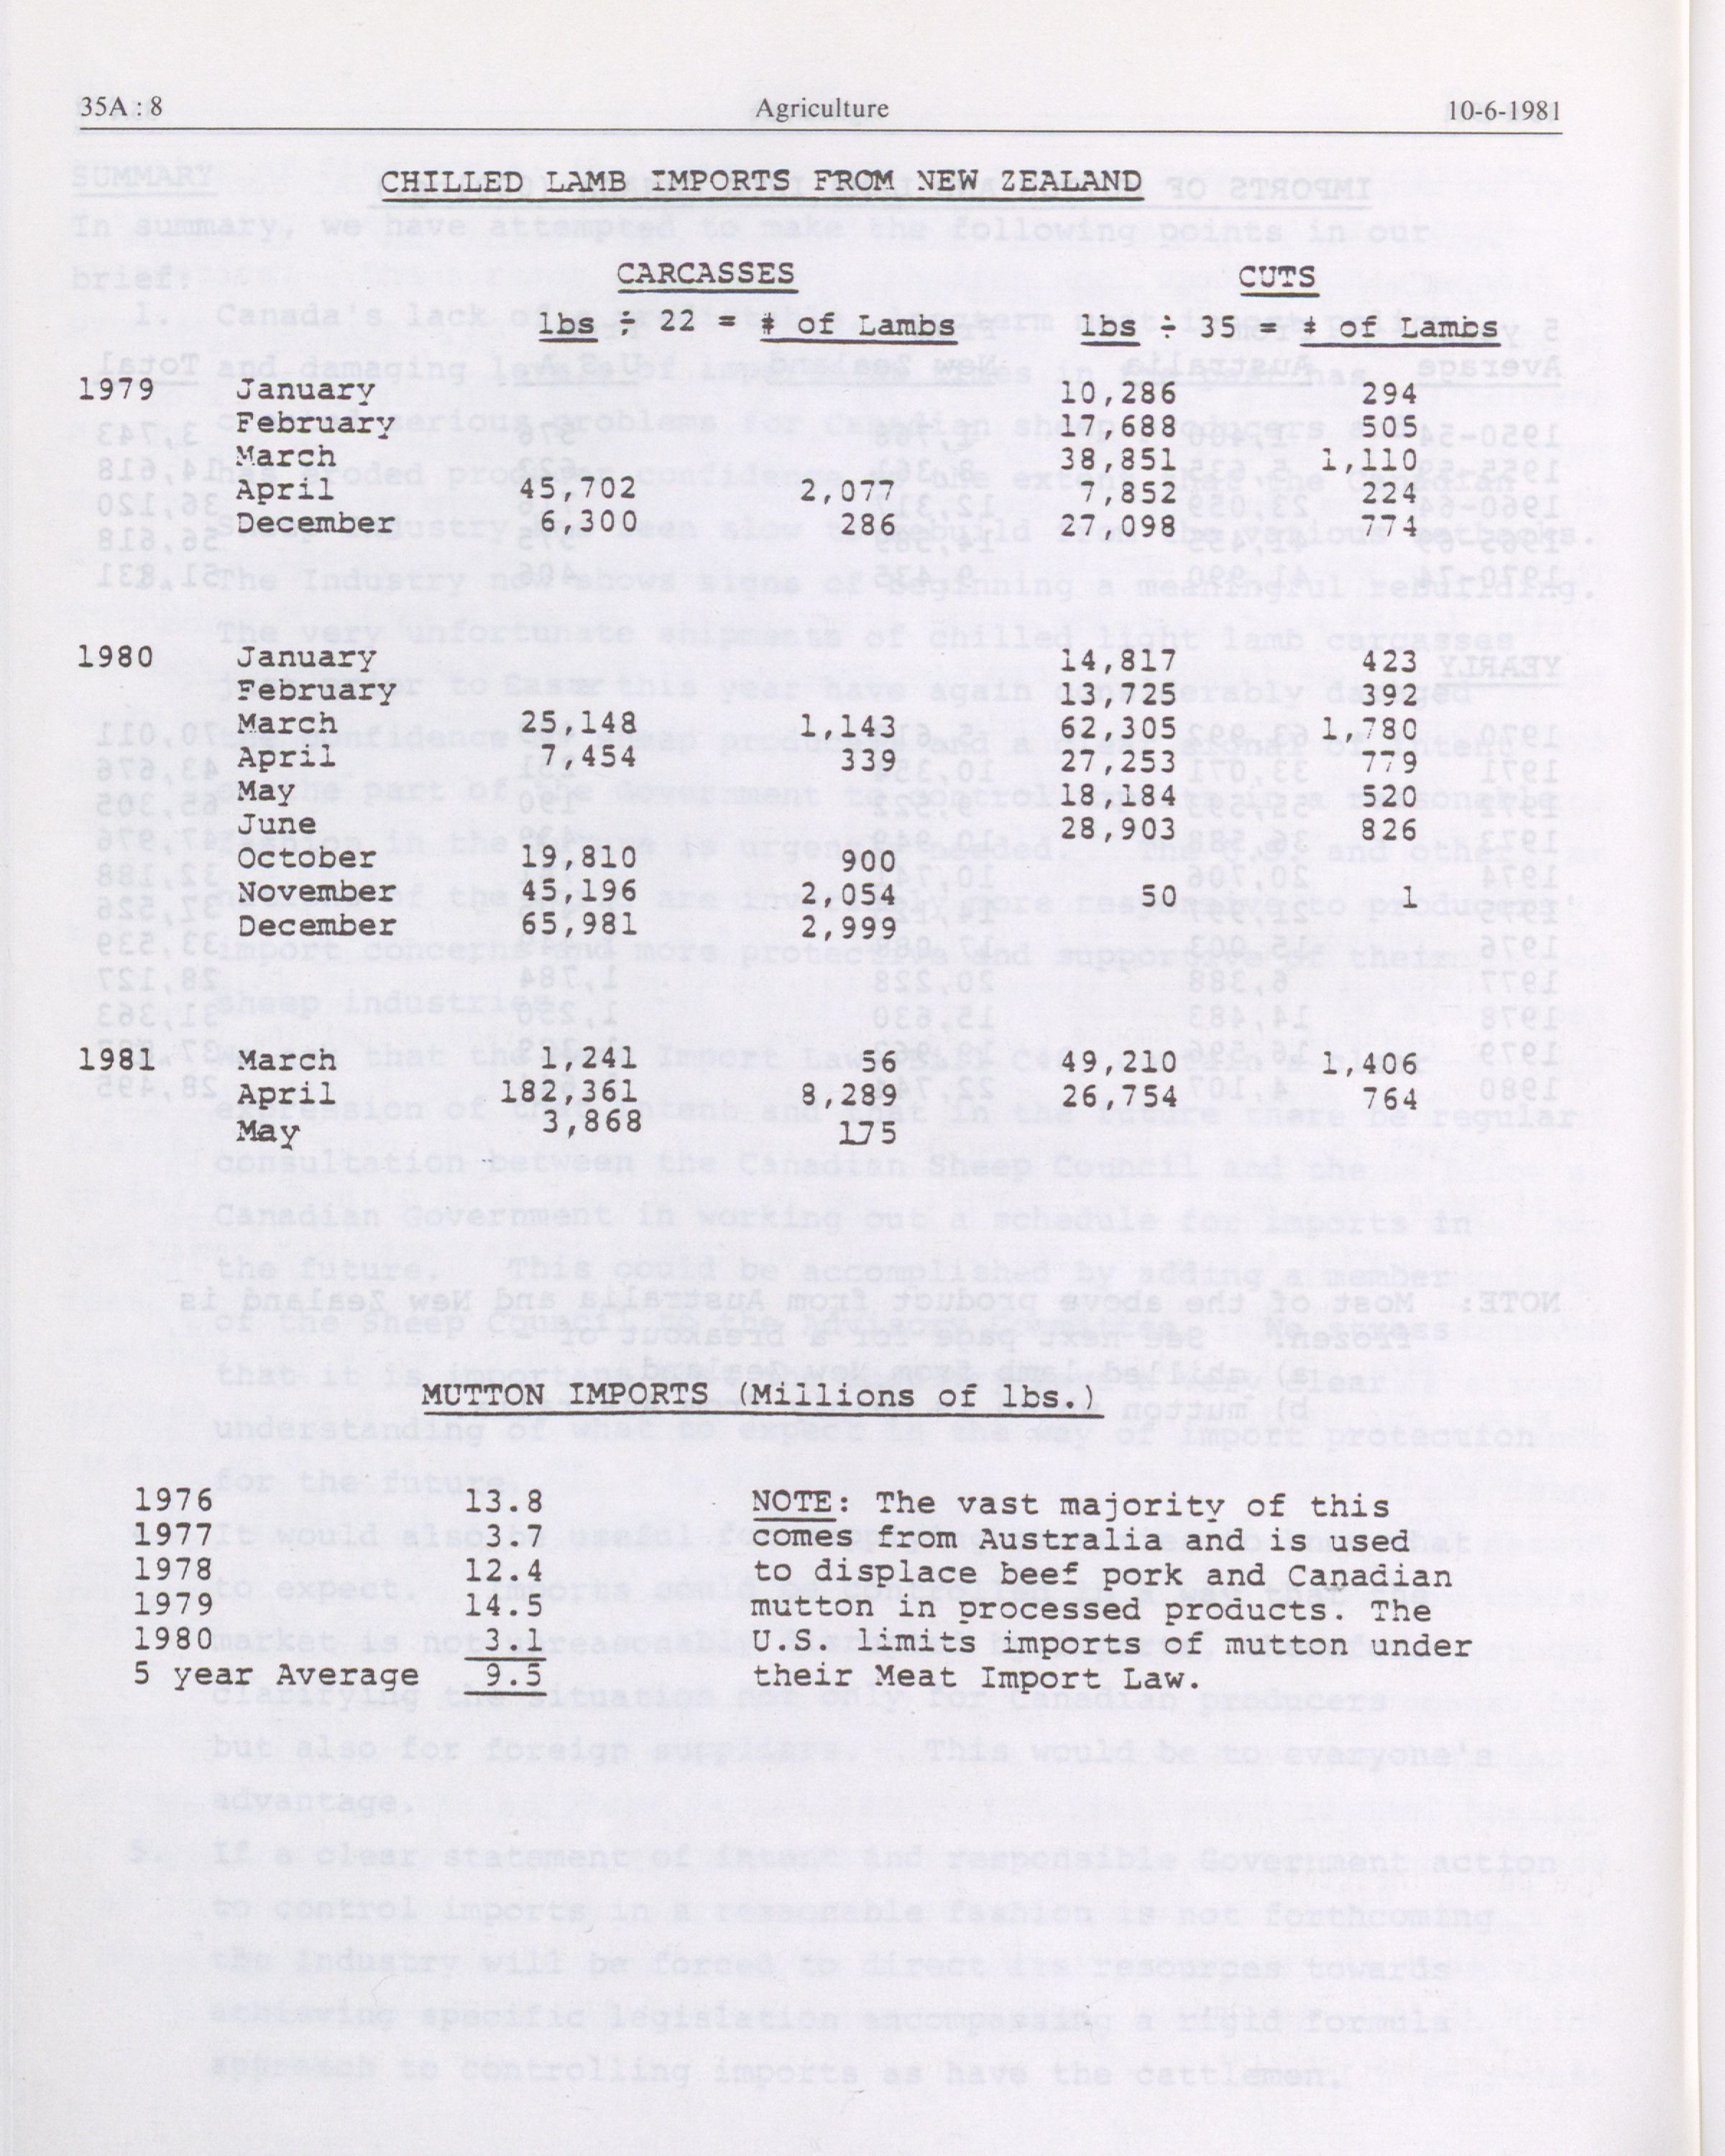 35A : 8 Agriculture 10-6-1981
CHILLED LAMB IMPORTS FROM NEW ZEALAND
CARCASSES CUTS
lbs ÷ 22 = # of Lambs lbs ÷ 35 = # of Lambs
1979 January 10,286 294
February 17,688 505
March 38,851 1,110
April 45,702 2,077 7,852 224
December 6,300 286 27,098 774
1980 January 14,817 423
February 13,725 392
March 25,148 1,143 62,305 1,780
April 7,454 339 27,253 779
May 18,184 520
June 28,903 826
October 19,810 900
November 45,196 2,054 50 1
December 65,981 2,999
1981 March 1,241 56 49,210 1,406
April 182,361 8,289 26,754 764
May 3,868 175
MUTTON IMPORTS (Millions of lbs.)
1976 13.8
1977 3.7
1978 12.4
1979 14.5
1980 3.1
5 year Average 9.5
NOTE: The vast majority of this
comes from Australia and is used
to displace beef pork and Canadian
mutton in processed products. The
U.S. limits imports of mutton under
their Meat Import Law.